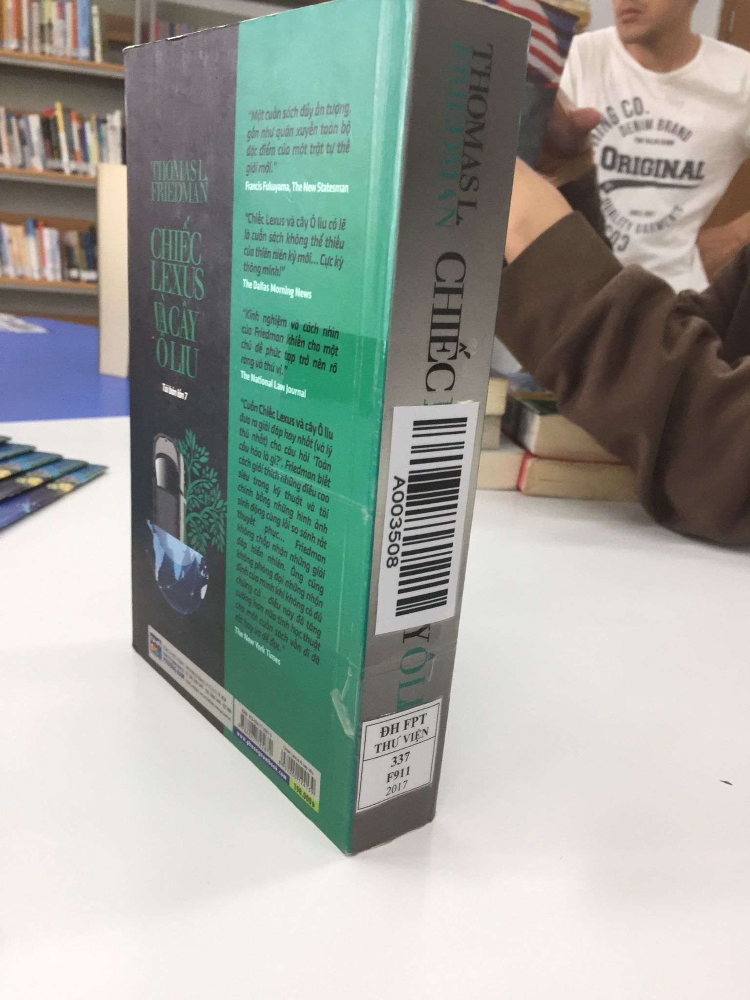 THOMAS L.
FRIEDMAN
CHIẾC
LEXUS
VÀ CÂY
Ô LIU
Tái bản lần 7
“Một cuốn sách đầy ấn tượng,
gần như quán xuyến toàn bộ
đặc điểm của một trật tự thế
giới mới.”
Francis Fukuyama, The New Statesman
“Chiếc Lexus và cây Ô liu có lẽ
là cuốn sách không thể thiếu
của thiên niên kỷ mới... Cực kỳ
thông minh!”
The Dallas Morning News
“Kinh nghiệm và cách nhìn
của Friedman khiến cho một
chủ đề phức tạp trở nên rõ
ràng và thú vị.”
The National Law Journal
“Cuốn Chiếc Lexus và cây Ô liu
đưa ra giải đáp hay nhất (và lý
thú nhất) cho câu hỏi 'Toàn
cầu hóa là gì?'. Friedman biết
cách giải thích những điều cao
siêu trong kỹ thuật và tài
chính bằng những hình ảnh
sinh động cùng lối so sánh rất
thuyết phục... Friedman
không chấp nhận những giải
đáp hiển nhiên. Ông cũng
không phóng đại những nhận
định của mình khi không có đủ
chứng cứ – điều này đã tăng
cường hơn nữa tính học thuật
cho một cuốn sách vốn dĩ đã
rất hay và dễ đọc.”
The New York Times
PHUONG NAM
www.phuongnambook.com
Chiec Lexus & cay oliu
198.000đ
THOMAS L.
FRIEDMAN
CHIẾC
Y Ô LI
A003508
ĐH FPT
THƯ VIỆN
337
F911
2017
ING CO.
DENIM BRAND
ORIGINAL
QUALITY GARMENTS
CO